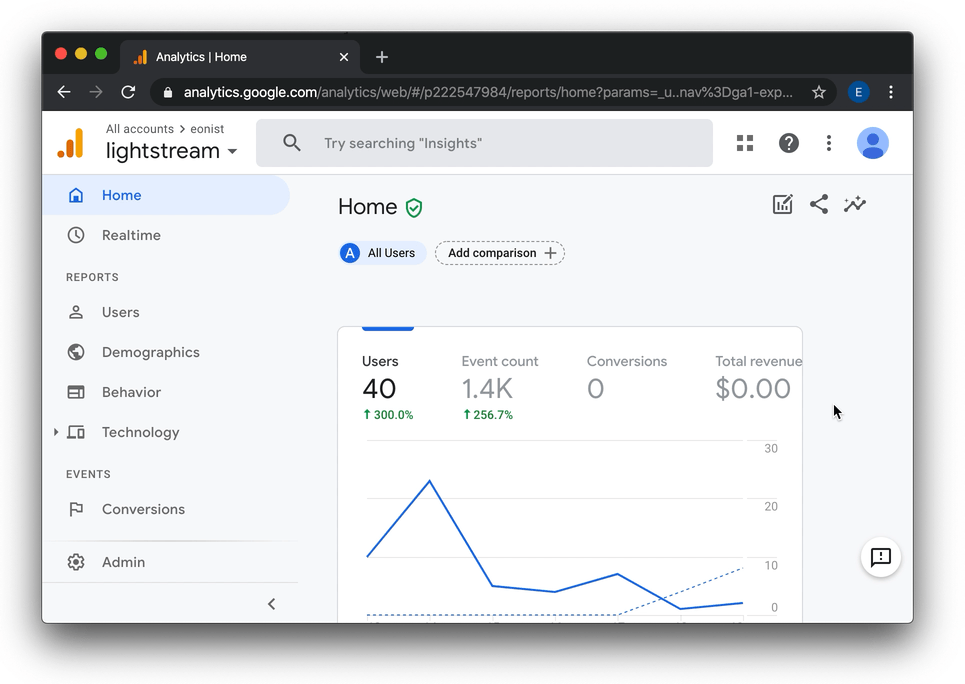 Analytics | Home
analytics.google.com/analytics/web/#/p222547984/reports/home?params=_u..nav%3Dga1-exp...
E
All accounts > eonist
lightstream
Try searching "Insights"
Home
Realtime
REPORTS
Users
Demographics
Behavior
Technology
EVENTS
Conversions
Admin
Home
A All Users
Add comparison
Users Event count Conversions Total revenue
40 1.4K 0 $0.00
300.0% 256.7%
30
20
10
0